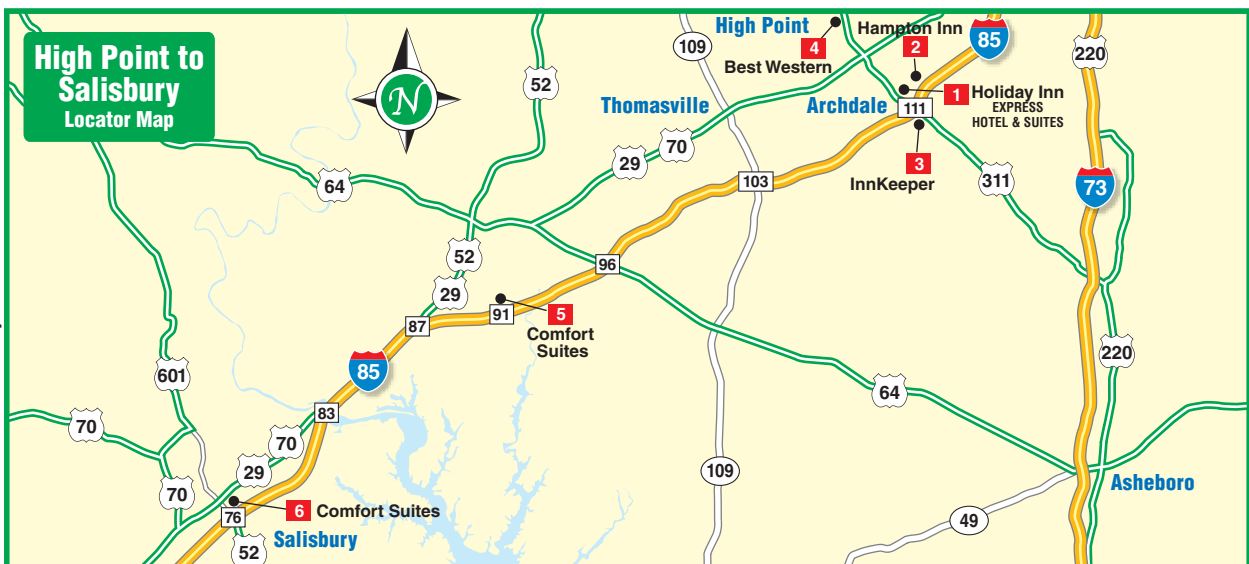 High Point to
Salisbury
Locator Map
N
52
109
High Point
4
Best Western
Hampton Inn
2
85
220
1
Holiday Inn
EXPRESS
HOTEL & SUITES
Thomasville
Archdale
111
70
29
3
InnKeeper
64
103
311
73
52
96
29
5
Comfort
Suites
91
87
220
85
601
64
83
70
70
29
109
Asheboro
70
6
Comfort Suites
76
49
Salisbury
52